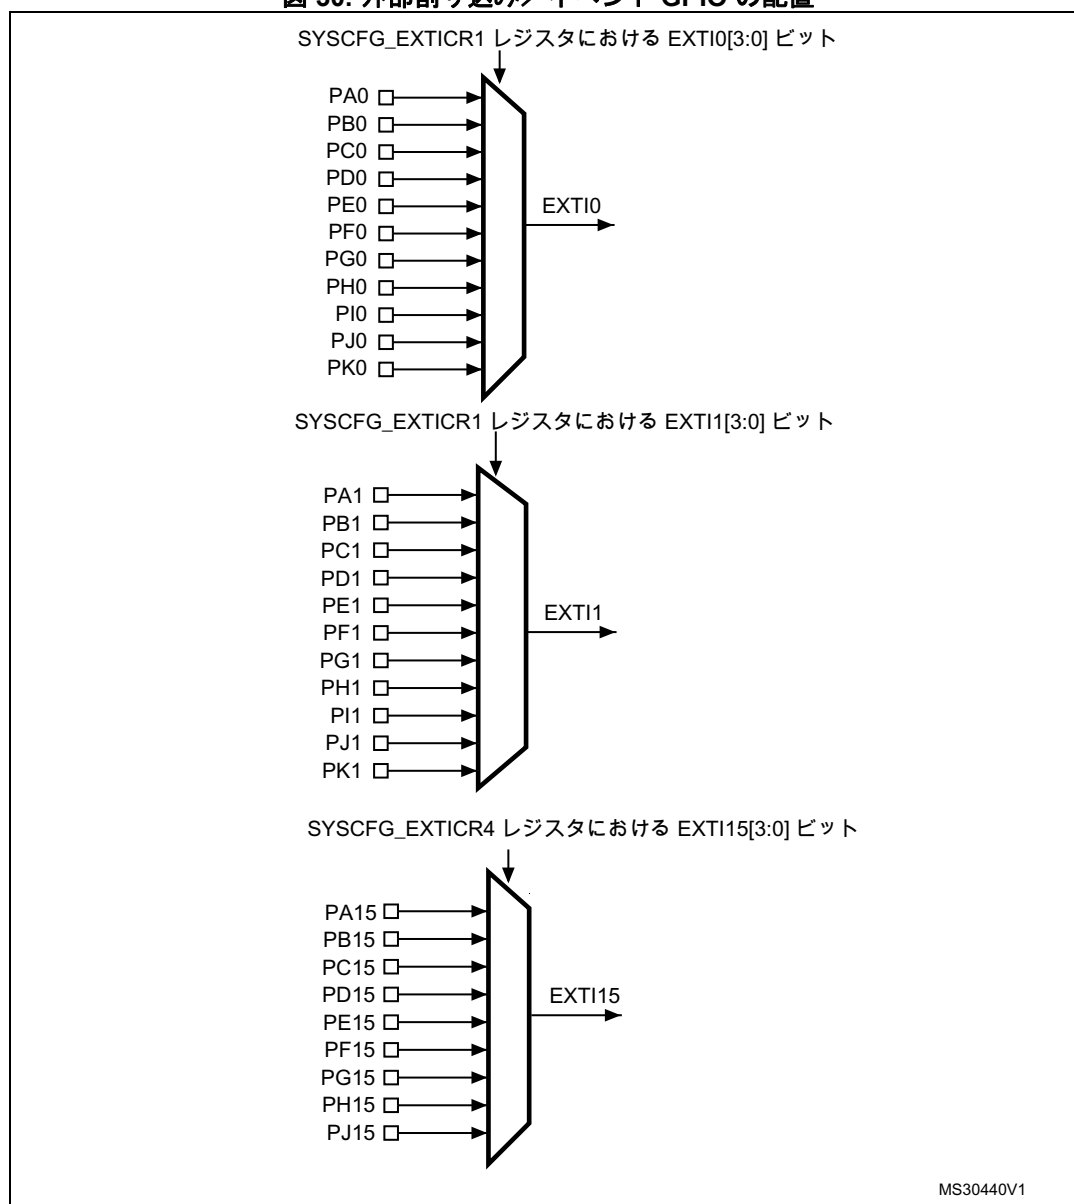 SYSCFG_EXTICR1 レジスタにおける EXTI0[3:0] ビット
PA0
PB0
PC0
PD0
PE0
PF0
PG0
PH0
PI0
PJ0
PK0
EXTI0
SYSCFG_EXTICR1 レジスタにおける EXTI1[3:0] ビット
PA1
PB1
PC1
PD1
PE1
PF1
PG1
PH1
PI1
PJ1
PK1
EXTI1
SYSCFG_EXTICR4 レジスタにおける EXTI15[3:0] ビット
PA15
PB15
PC15
PD15
PE15
PF15
PG15
PH15
PJ15
EXTI15
MS30440V1